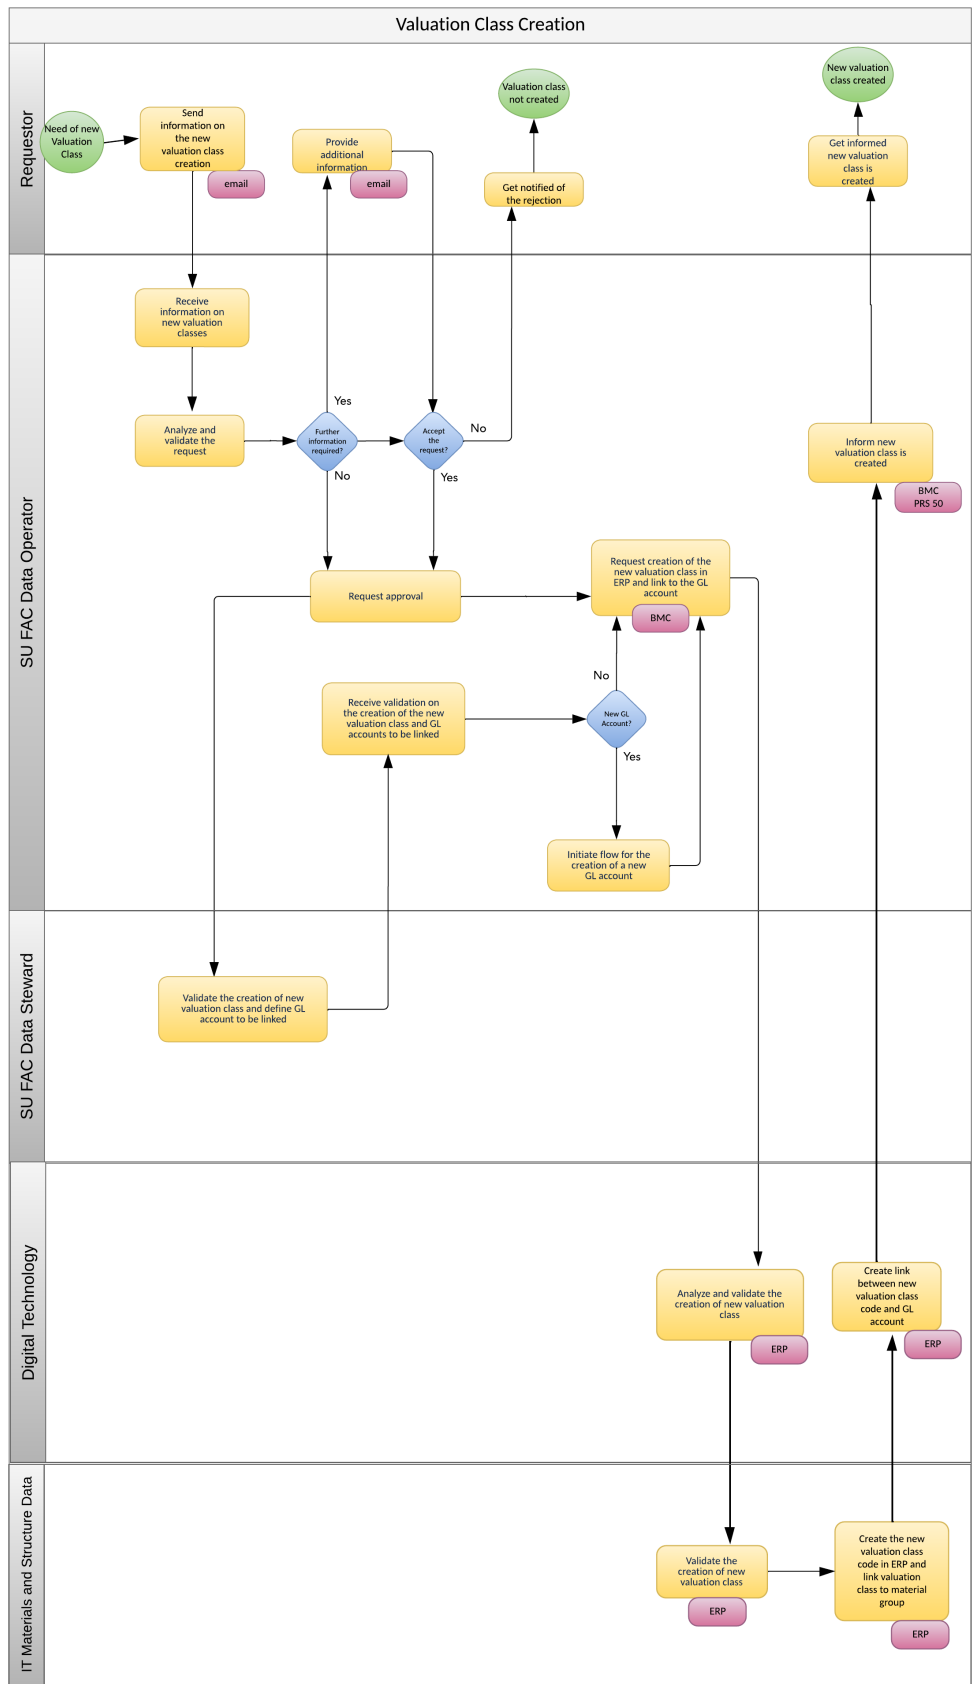 Valuation Class Creation
Requestor
Need of new
Valuation
Class
Send
information on
the new
valuation class
creation
email
Provide
additional
information
email
Valuation class
not created
Get notified of
the rejection
New valuation
class created
Get informed
new valuation
class is
created
SU FAC Data Operator
Receive
information on
new valuation
classes
Analyze and
validate the
request
Yes
Further
information
required?
No
Accept
the
request?
No
Yes
Inform new
valuation class is
created
BMC
PRS 50
Request approval
Request creation of the
new valuation class in
ERP and link to the GL
account
BMC
Receive validation on
the creation of the new
valuation class and GL
accounts to be linked
No
New GL
Account?
Yes
Initiate flow for the
creation of a new
GL account
SU FAC Data Steward
Validate the creation of new
valuation class and define GL
account to be linked
Digital Technology
Analyze and validate the
creation of new valuation
class
ERP
Create link
between new
valuation class
code and GL
account
ERP
IT Materials and Structure Data
Validate the
creation of new
valuation class
ERP
Create the new
valuation class
code in ERP and
link valuation
class to material
group
ERP